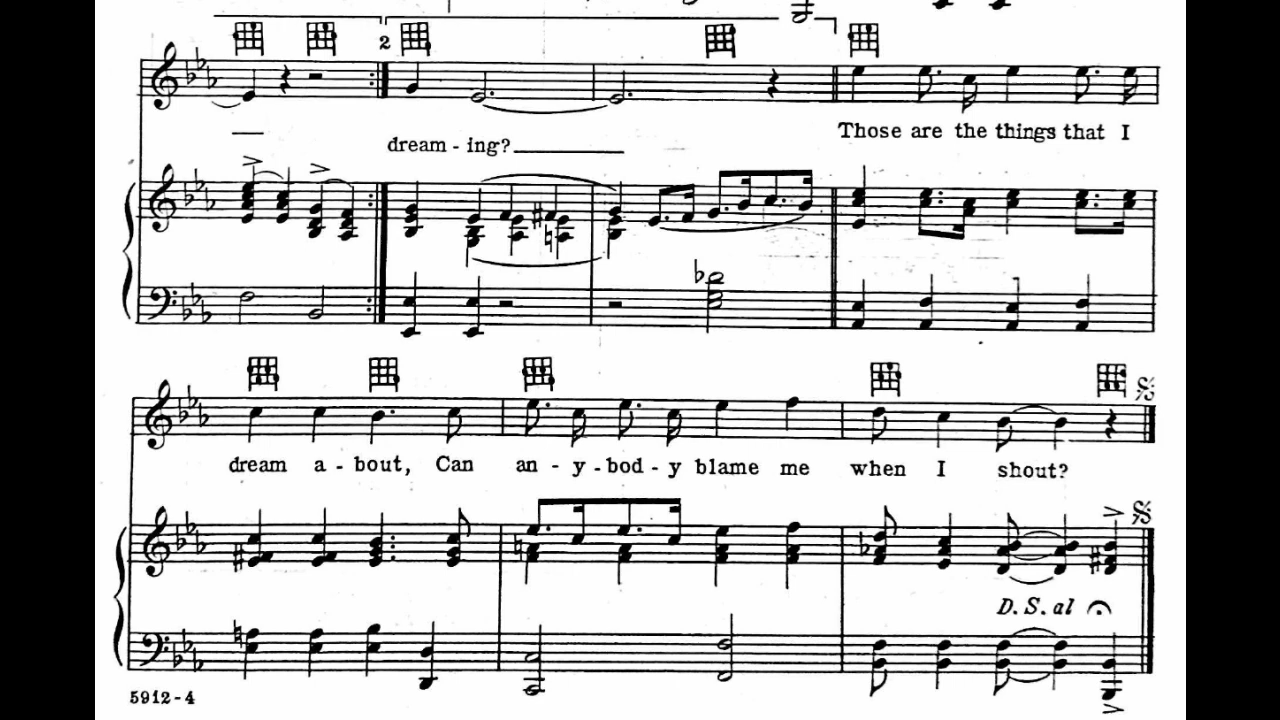 2
dream - ing?
Those are the things that I
dream a - bout, Can an - y - bod - y blame me when I shout?
D. S. al
5912-4